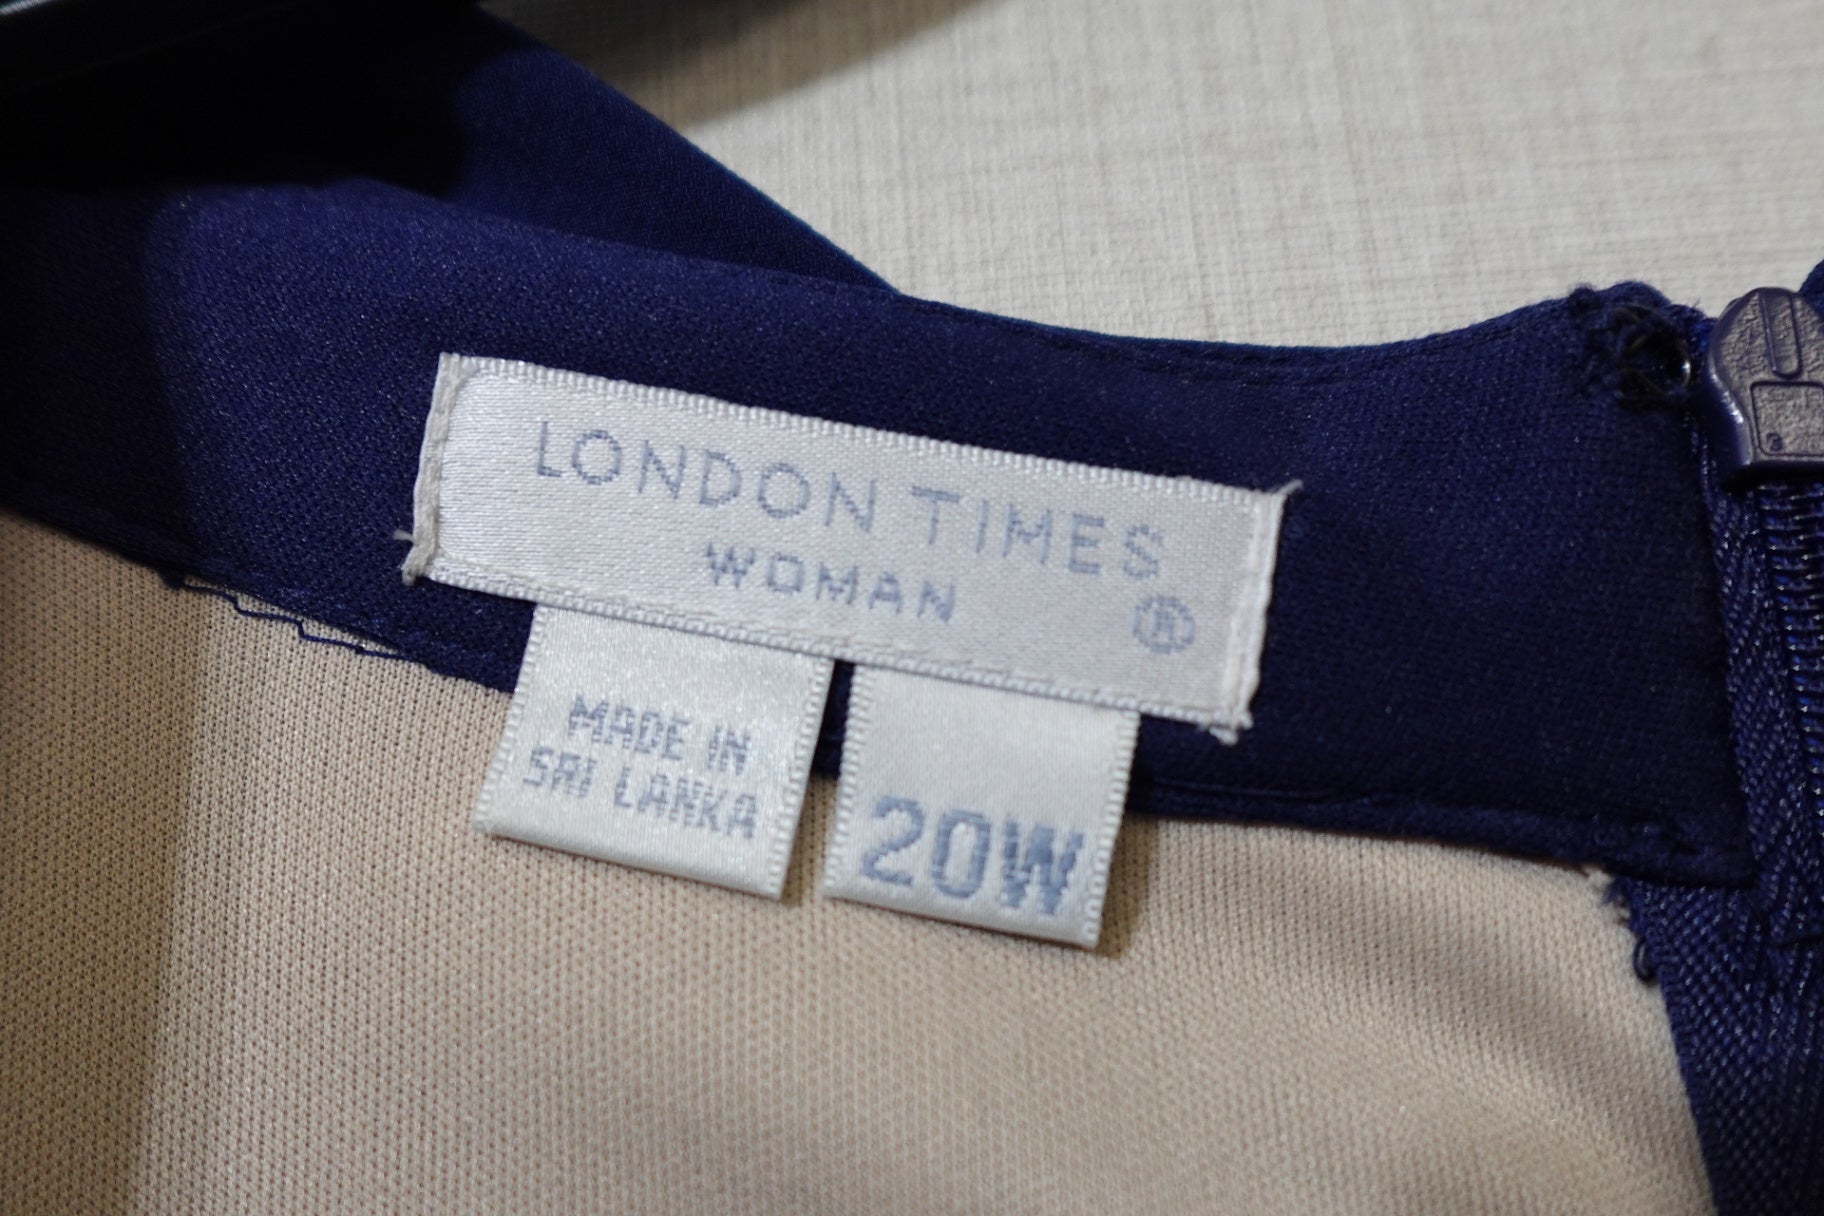 LONDON TIMES
WOMAN
®
MADE IN
SRI LANKA
20W